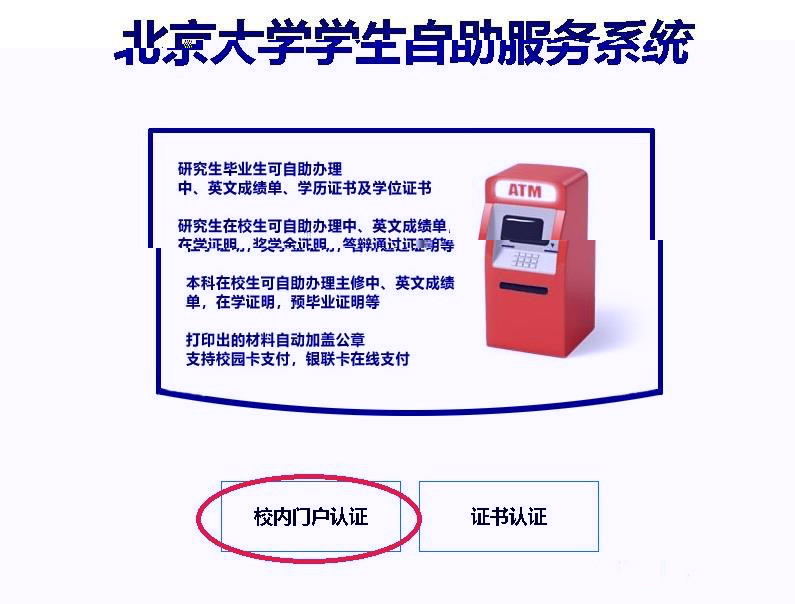 北京大学学生自助服务系统
研究生毕业生可自助办理
中、英文成绩单、学历证书及学位证书
ATM
研究生在校生可自助办理中、英文成绩单,
在学证明,奖学金证明,答辩通过证明等
本科在校生可自助办理主修中、英文成绩
单，在学证明，预毕业证明等
打印出的材料自动加盖公章
支持校园卡支付，银联卡在线支付
校内门户认证
证书认证